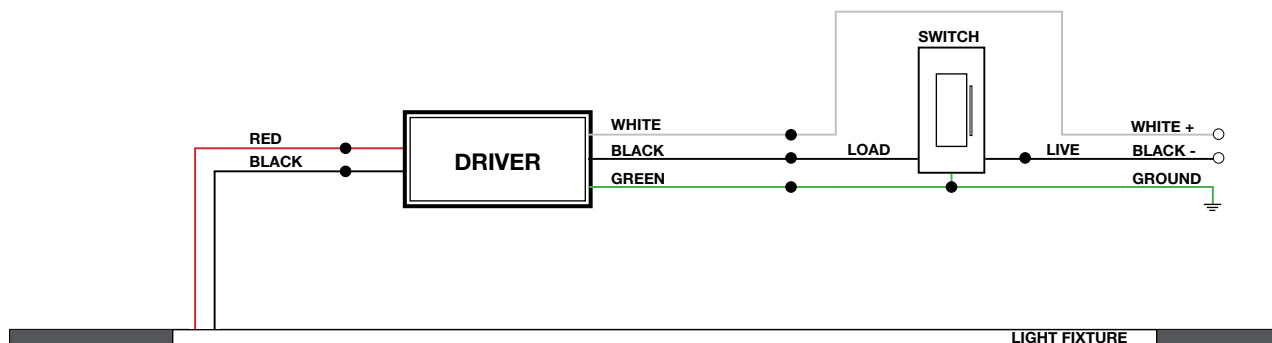 SWITCH
WHITE
WHITE +
RED
BLACK
LOAD
LIVE
BLACK -
BLACK
DRIVER
GREEN
GROUND
LIGHT FIXTURE